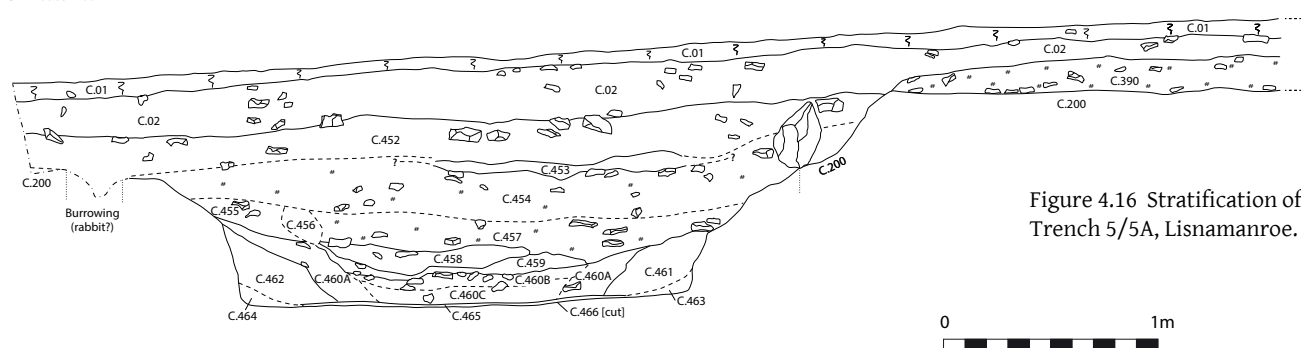 C.01
C.01
C.01
C.02
C.02
C.02
C.390
C.200
C.452
C.453
C.200
C.200
Burrowing
(rabbit?)
?
?
C.454
C.455
C.456
C.457
C.458
C.459
C.460A
C.460B
C.460A
C.460C
C.461
C.462
C.463
C.464
C.465
C.466 [cut]
Figure 4.16 Stratification of
Trench 5/5A, Lisnamanroe.
0 1m